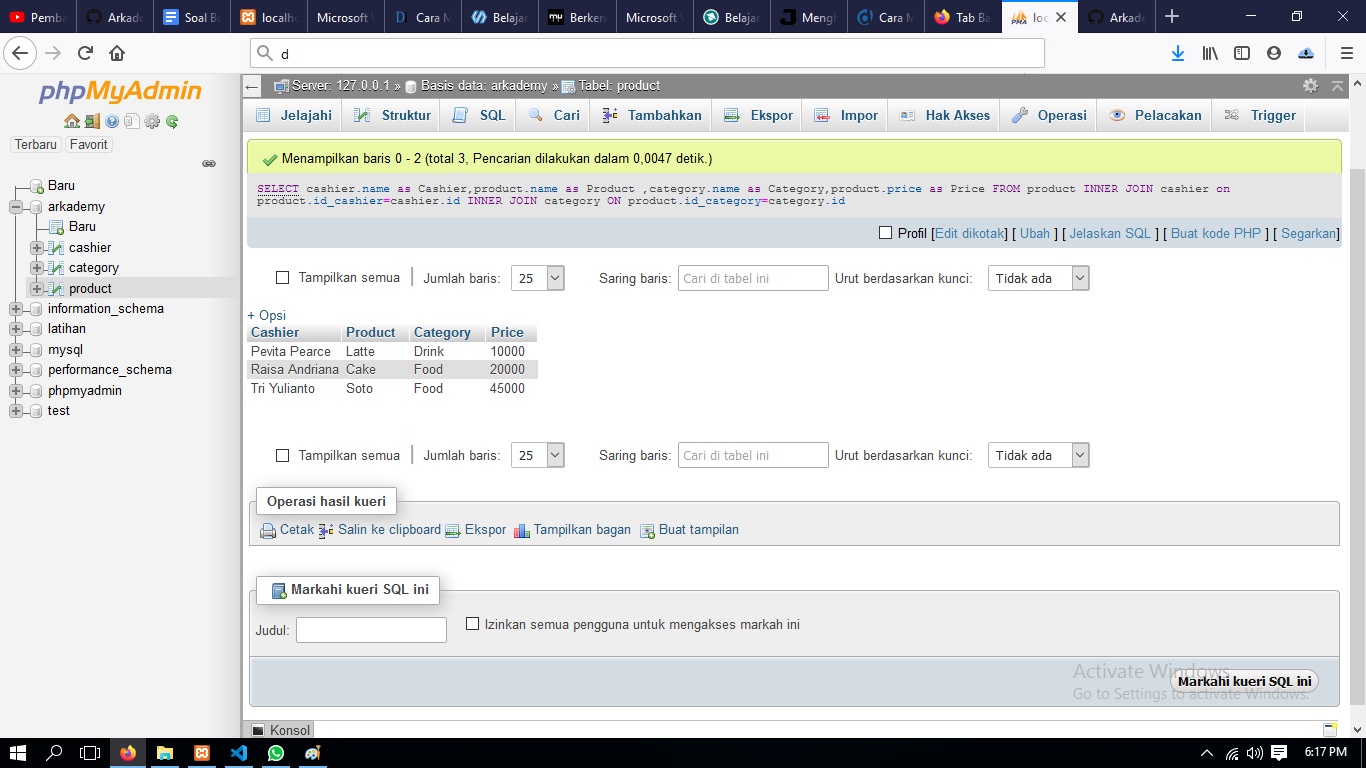 Pemba
Arkade
Soal B
localho
Microsoft
Cara M
Belajar
Berken
Microsoft W
Belajar
Mengh
Cara M
Tab Ba
loc
Arkade
d
phpMyAdmin
Terbaru Favorit
Baru
arkademy
Baru
cashier
category
product
information_schema
latihan
mysql
performance_schema
phpmyadmin
test
Server: 127.0.0.1 » Basis data: arkademy » Tabel: product
Jelajahi Struktur SQL Cari Tambahkan Ekspor Impor Hak Akses Operasi Pelacakan Trigger
Menampilkan baris 0 - 2 (total 3, Pencarian dilakukan dalam 0,0047 detik.)
SELECT cashier.name as Cashier,product.name as Product ,category.name as Category,product.price as Price FROM product INNER JOIN cashier on
product.id_cashier=cashier.id INNER JOIN category ON product.id_category=category.id
Profil [Edit dikotak] [ Ubah ] [ Jelaskan SQL ] [ Buat kode PHP ] [ Segarkan]
Tampilkan semua | Jumlah baris: 25 Saring baris: Cari di tabel ini Urut berdasarkan kunci: Tidak ada
+ Opsi
Cashier Product Category Price
Pevita Pearce Latte Drink 10000
Raisa Andriana Cake Food 20000
Tri Yulianto Soto Food 45000
Tampilkan semua | Jumlah baris: 25 Saring baris: Cari di tabel ini Urut berdasarkan kunci: Tidak ada
Operasi hasil kueri
Cetak Salin ke clipboard Ekspor Tampilkan bagan Buat tampilan
Markahi kueri SQL ini
Judul: Izinkan semua pengguna untuk mengakses markah ini
Activate Windows
Markahi kueri SQL ini
Go to Settings to activate Windows.
Konsol
6:17 PM